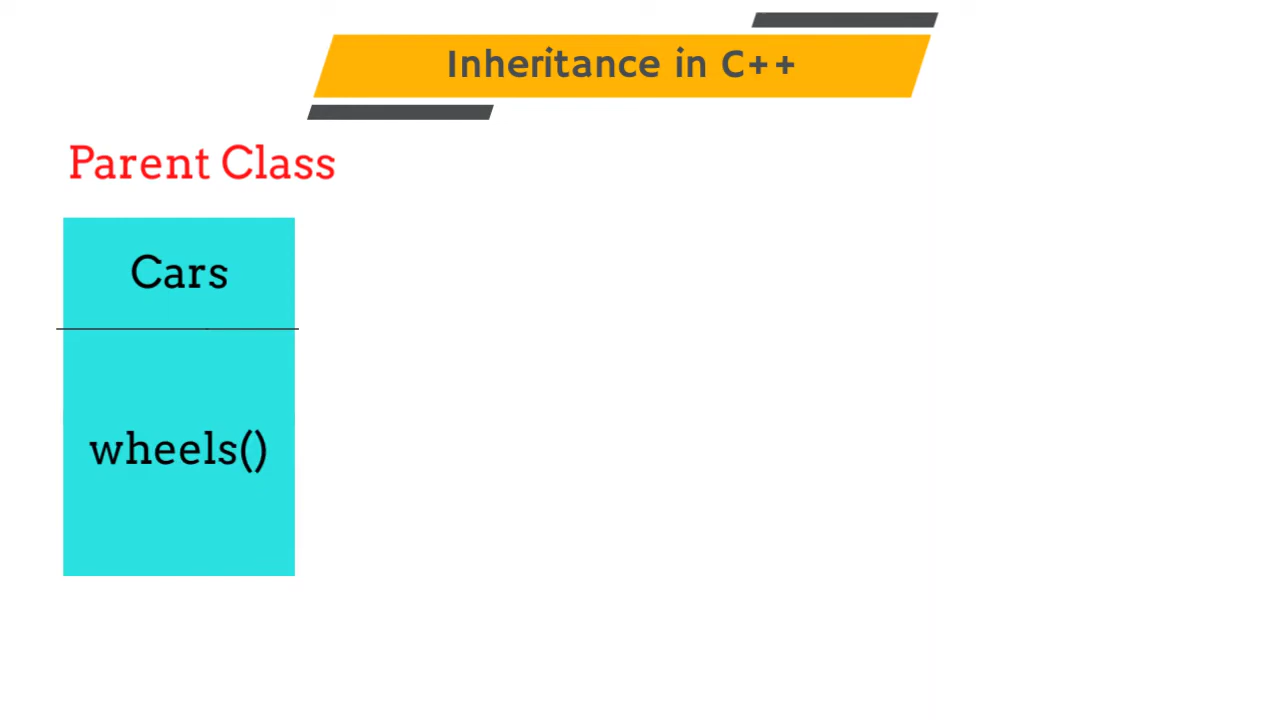 Inheritance in C++
Parent Class
Cars
wheels()